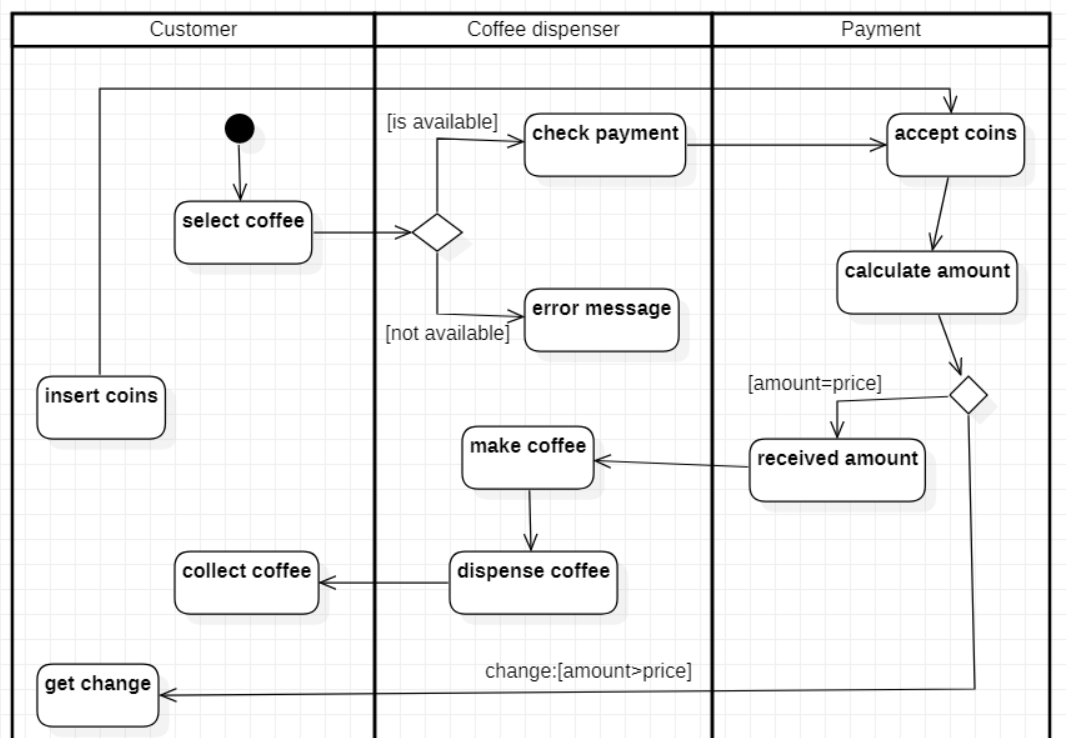 Customer
Coffee dispenser
Payment
[is available]
check payment
accept coins
select coffee
calculate amount
error message
[not available]
insert coins
[amount=price]
make coffee
received amount
collect coffee
dispense coffee
change:[amount>price]
get change